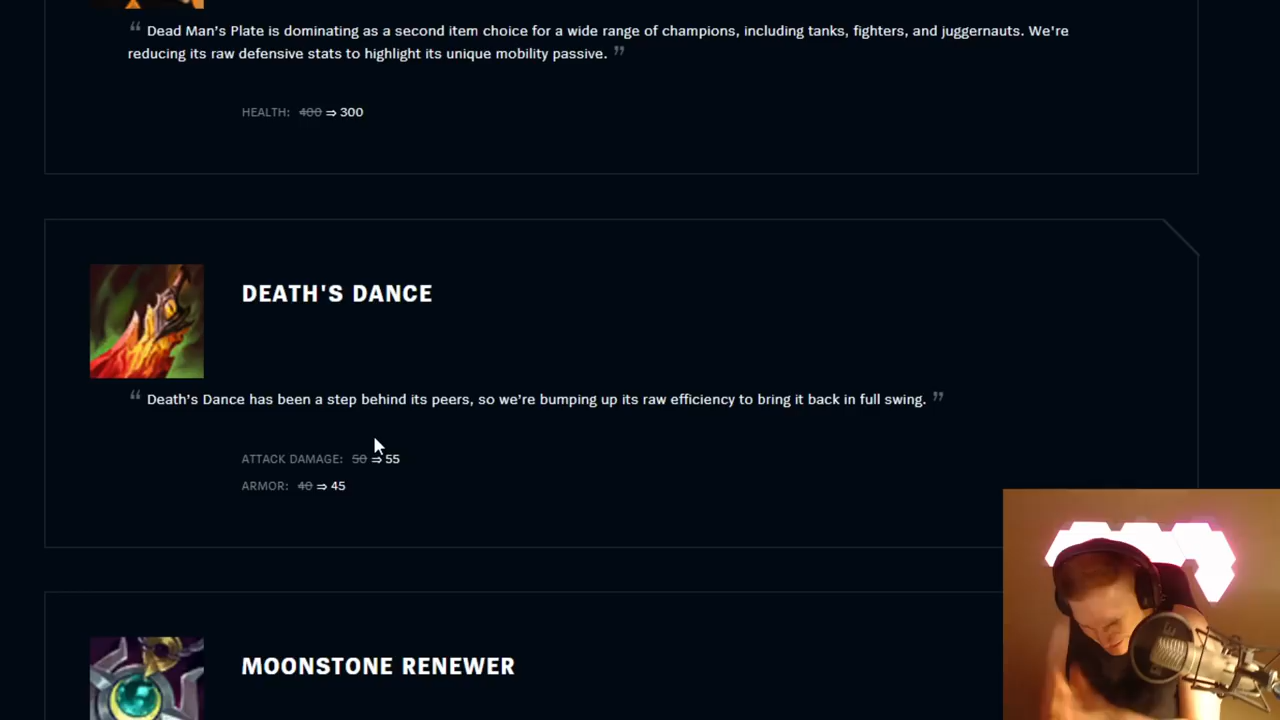 “ Dead Man’s Plate is dominating as a second item choice for a wide range of champions, including tanks, fighters, and juggernauts. We’re
reducing its raw defensive stats to highlight its unique mobility passive. ”
HEALTH: 400 ⇒ 300
DEATH'S DANCE
“ Death’s Dance has been a step behind its peers, so we’re bumping up its raw efficiency to bring it back in full swing. ”
ATTACK DAMAGE: 50 ⇒ 55
ARMOR: 40 ⇒ 45
MOONSTONE RENEWER